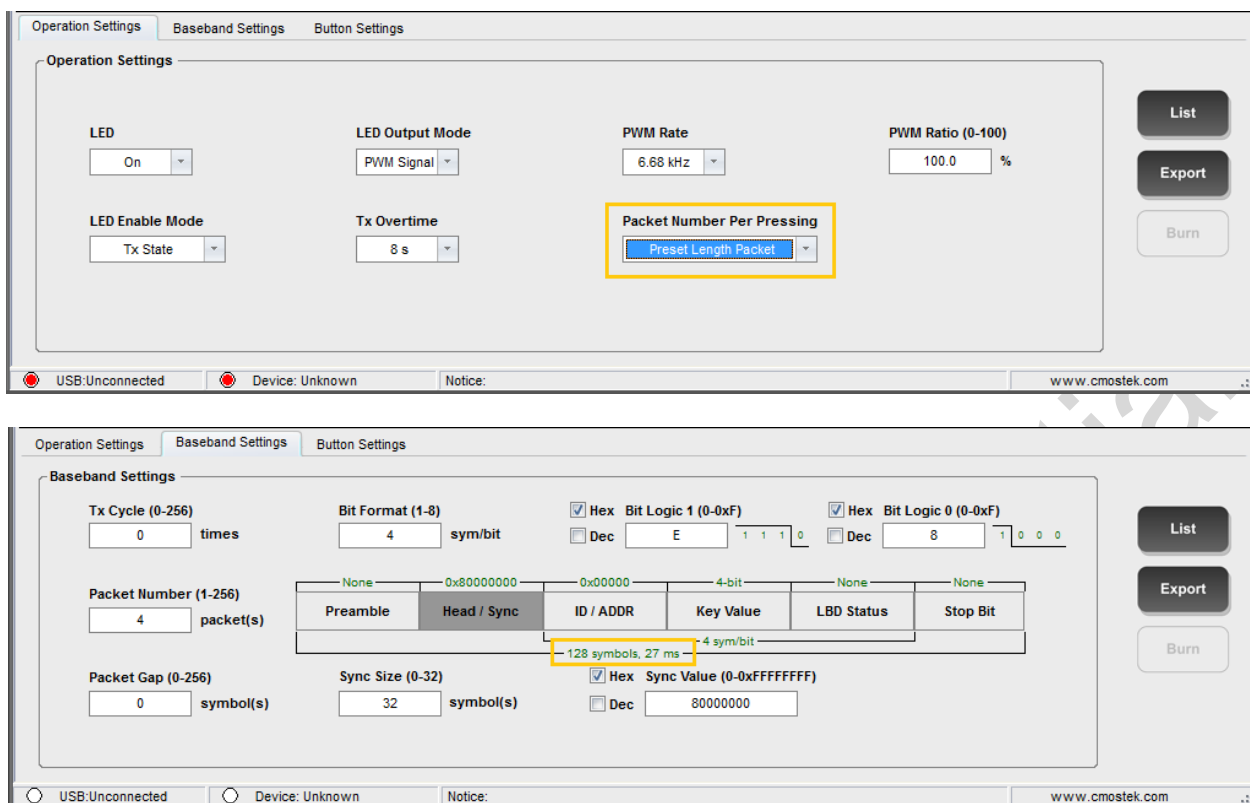 Operation Settings Baseband Settings Button Settings
Operation Settings
LED LED Output Mode PWM Rate PWM Ratio (0-100)
On PWM Signal 6.68 kHz 100.0 %
LED Enable Mode Tx Overtime Packet Number Per Pressing
Tx State 8 s Preset Length Packet
List
Export
Burn
USB:Unconnected Device: Unknown Notice: www.cmostek.com
Operation Settings Baseband Settings Button Settings
Baseband Settings
Tx Cycle (0-256) Bit Format (1-8) Hex Bit Logic 1 (0-0xF) Hex Bit Logic 0 (0-0xF)
0 times 4 sym/bit Dec E 1 1 1 0 Dec 8 1 0 0 0
None 0x80000000 0x00000 4-bit None None
Packet Number (1-256)
4 packet(s) Preamble Head / Sync ID / ADDR Key Value LBD Status Stop Bit
4 sym/bit
128 symbols, 27 ms
Packet Gap (0-256) Sync Size (0-32) Hex Sync Value (0-0xFFFFFFFF)
0 symbol(s) 32 symbol(s) Dec 80000000
List
Export
Burn
USB:Unconnected Device: Unknown Notice: www.cmostek.com